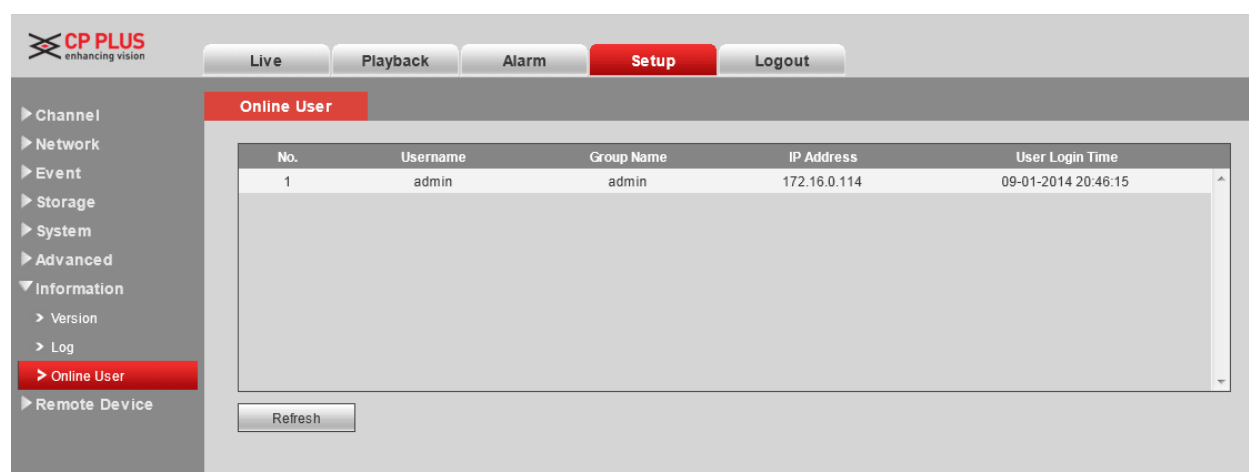 CP PLUS
enhancing vision
Live Playback Alarm Setup Logout
Channel
Network
Event
Storage
System
Advanced
Information
Version
Log
Online User
Remote Device
Online User
No. Username Group Name IP Address User Login Time
1 admin admin 172.16.0.114 09-01-2014 20:46:15
Refresh